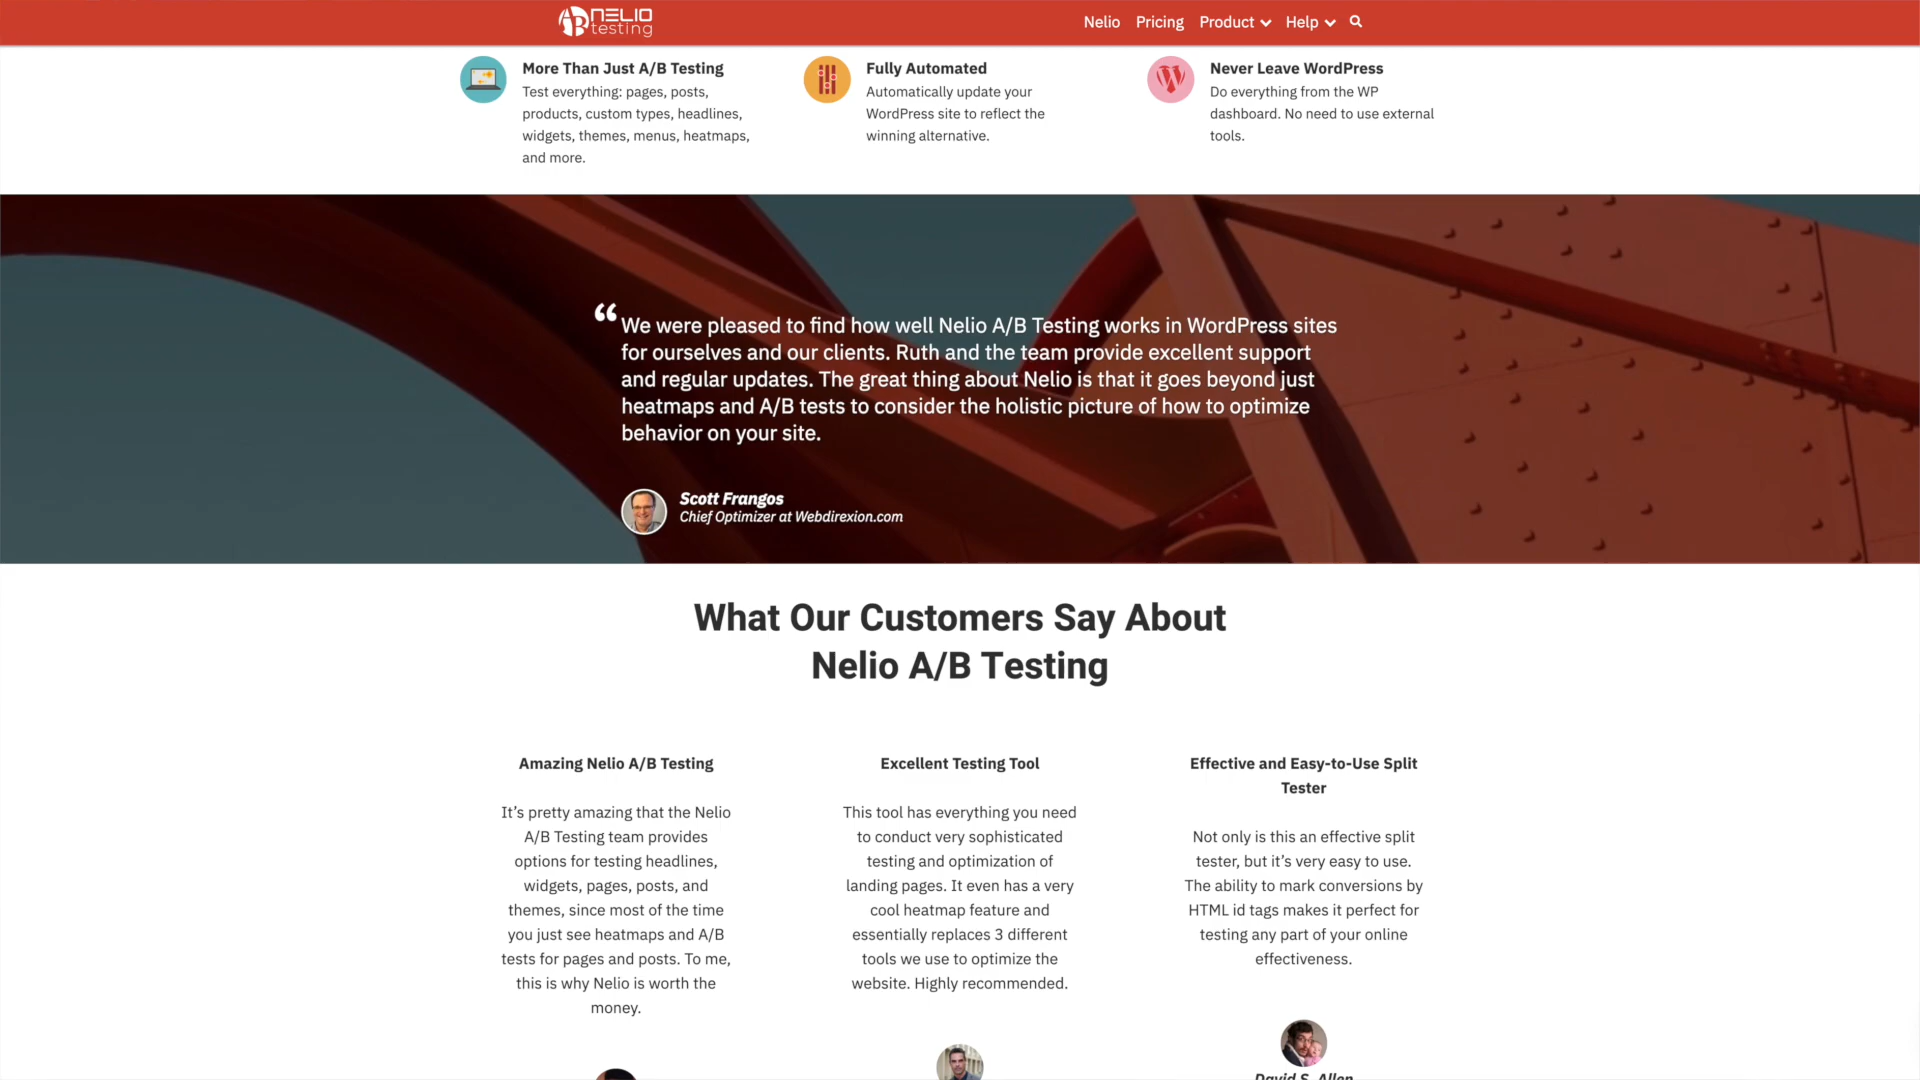 NELIO
testing
Nelio Pricing Product Help
More Than Just A/B Testing
Test everything: pages, posts,
products, custom types, headlines,
widgets, themes, menus, heatmaps,
and more.
Fully Automated
Automatically update your
WordPress site to reflect the
winning alternative.
Never Leave WordPress
Do everything from the WP
dashboard. No need to use external
tools.
“We were pleased to find how well Nelio A/B Testing works in WordPress sites
for ourselves and our clients. Ruth and the team provide excellent support
and regular updates. The great thing about Nelio is that it goes beyond just
heatmaps and A/B tests to consider the holistic picture of how to optimize
behavior on your site.
Scott Frangos
Chief Optimizer at Webdirexion.com
What Our Customers Say About
Nelio A/B Testing
Amazing Nelio A/B Testing
It’s pretty amazing that the Nelio
A/B Testing team provides
options for testing headlines,
widgets, pages, posts, and
themes, since most of the time
you just see heatmaps and A/B
tests for pages and posts. To me,
this is why Nelio is worth the
money.
Excellent Testing Tool
This tool has everything you need
to conduct very sophisticated
testing and optimization of
landing pages. It even has a very
cool heatmap feature and
essentially replaces 3 different
tools we use to optimize the
website. Highly recommended.
Effective and Easy-to-Use Split
Tester
Not only is this an effective split
tester, but it’s very easy to use.
The ability to mark conversions by
HTML id tags makes it perfect for
testing any part of your online
effectiveness.
David S. Allen